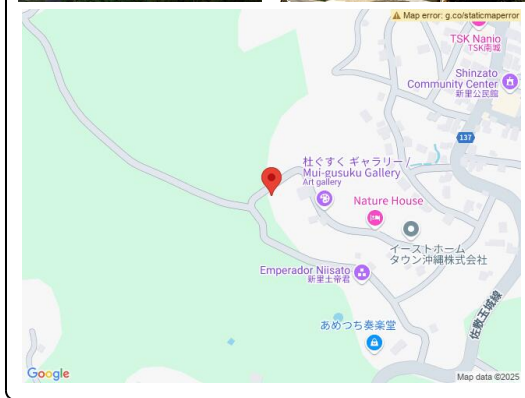 Map error: g.co/staticmaperror
TSK Nanio
TSK南城
Shinzato
Community Center
新里公民館
137
杜ぐすく ギャラリー /
Mui-gusuku Gallery
Art gallery
Nature House
イーストホーム
タウン沖縄株式会社
Emperador Niisato
新里土帝君
佐敷玉城線
あめつち奏楽堂
Google
Map data ©2025